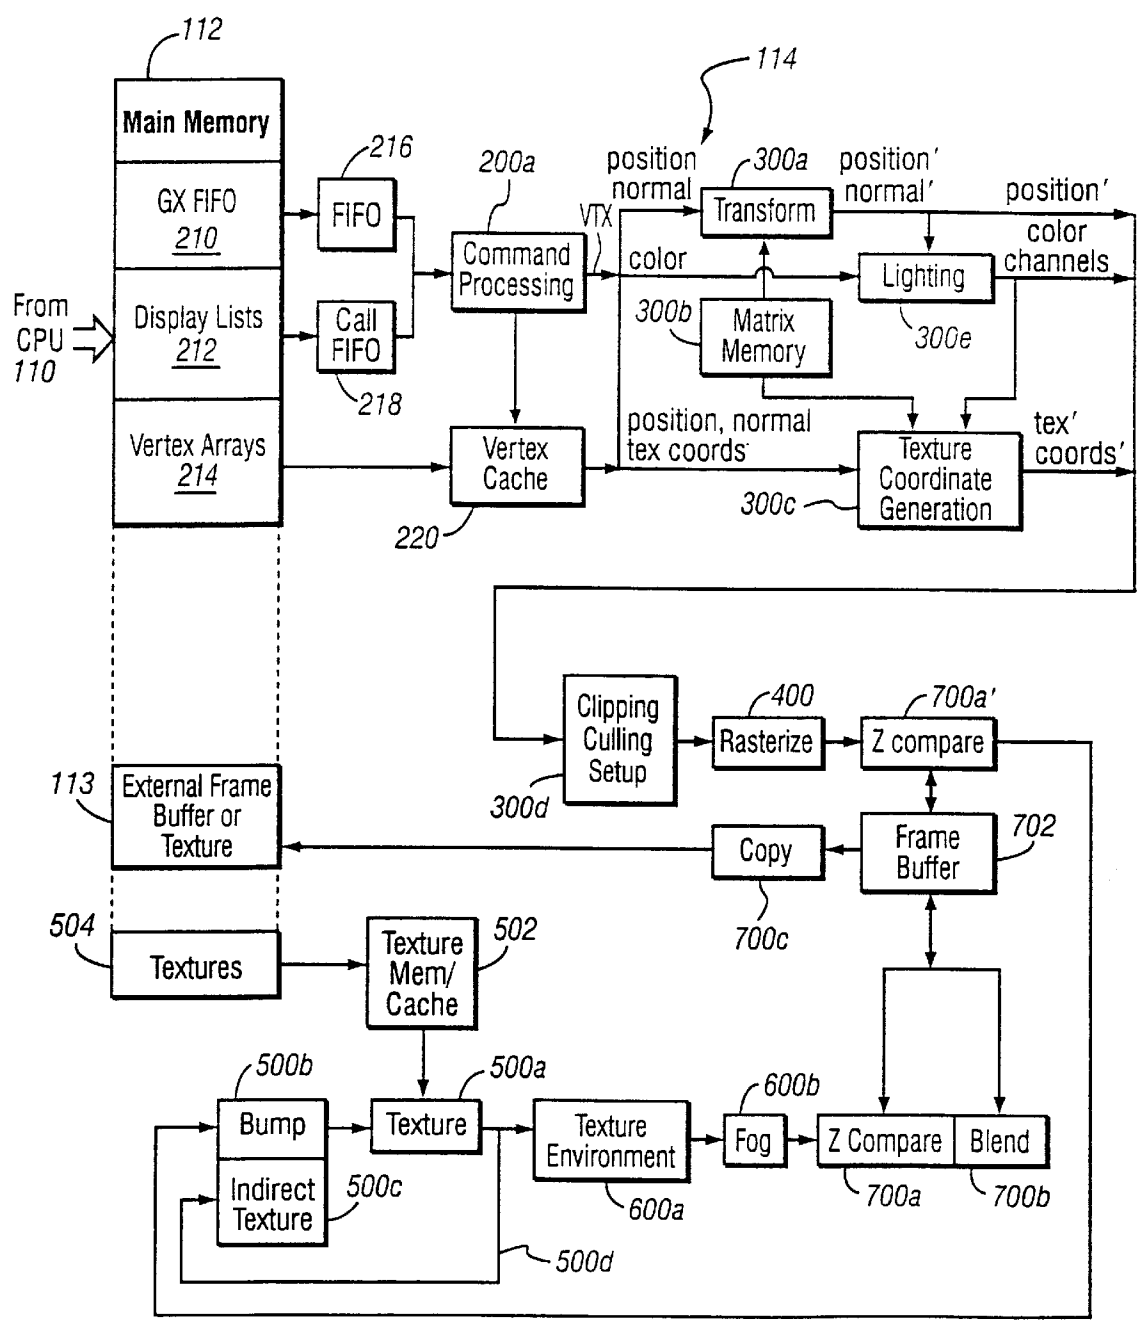 112
114
Main Memory
GX FIFO
210
216
FIFO
200a
Command
Processing
VTX
position
normal
300a
Transform
position'
normal'
position'
color
channels
color
Lighting
300e
From
CPU
110
Display Lists
212
Call
FIFO
218
300b
Matrix
Memory
Vertex Arrays
214
Vertex
Cache
220
position, normal
tex coords
300c
Texture
Coordinate
Generation
tex'
coords'
Clipping
Culling
Setup
300d
400
Rasterize
700a'
Z compare
113
External Frame
Buffer or
Texture
Copy
700c
Frame
Buffer
702
504
Textures
Texture
Mem/
Cache
502
500b
Bump
500a
Texture
Texture
Environment
600a
600b
Fog
Z Compare
700a
Blend
700b
Indirect
Texture
500c
500d